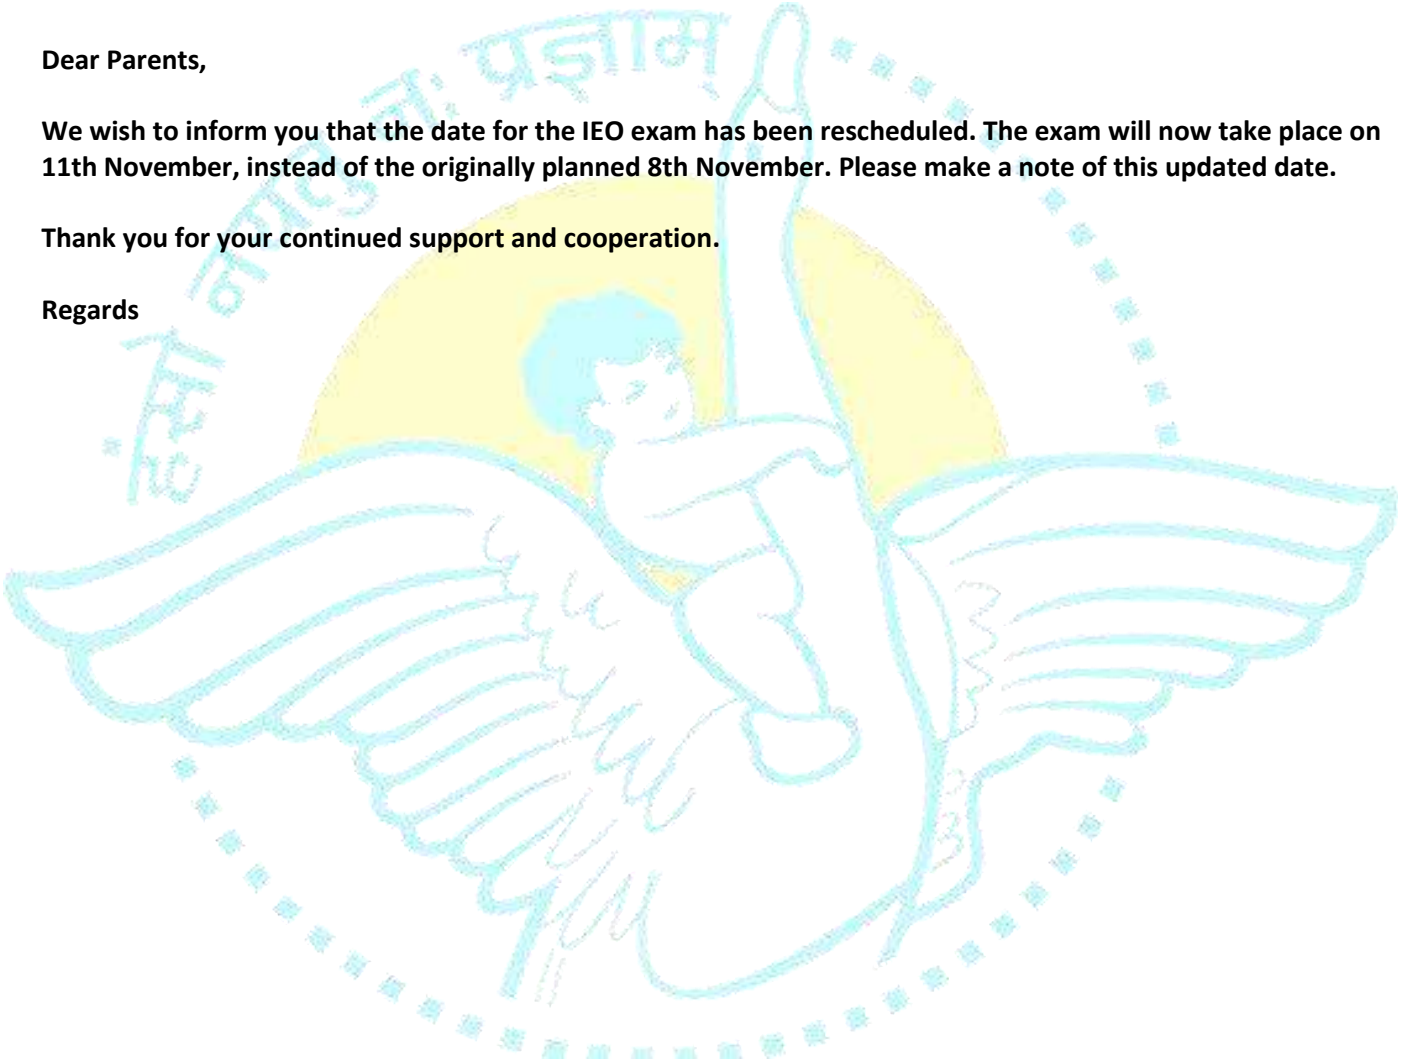 हंसो नयतु नः प्रज्ञाम्
Dear Parents,
We wish to inform you that the date for the IEO exam has been rescheduled. The exam will now take place on
11th November, instead of the originally planned 8th November. Please make a note of this updated date.
Thank you for your continued support and cooperation.
Regards